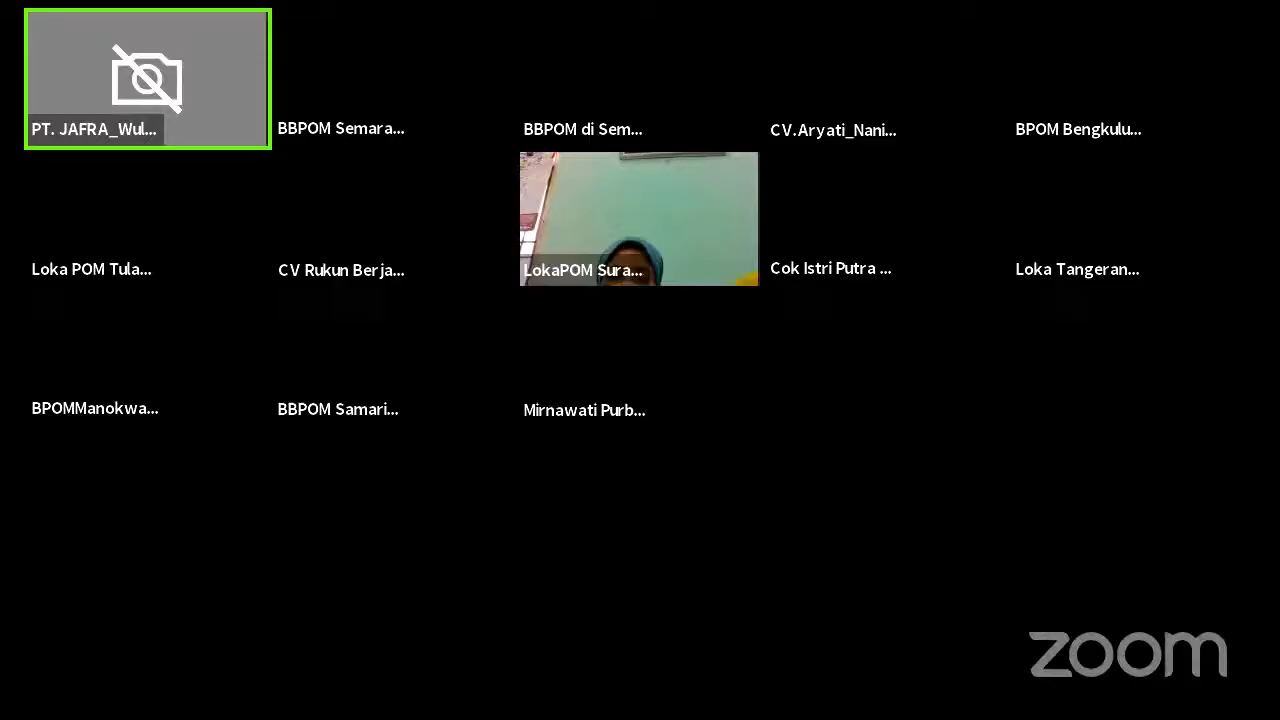 PT. JAFRA_Wul...
BBPOM Semara...
BBPOM di Sem...
CV.Aryati_Nani...
BPOM Bengkulu...
Loka POM Tula...
CV Rukun Berja...
LokaPOM Sura...
Cok Istri Putra ...
Loka Tangeran...
BPOMManokwa...
BBPOM Samari...
Mirnawati Purb...
zoom